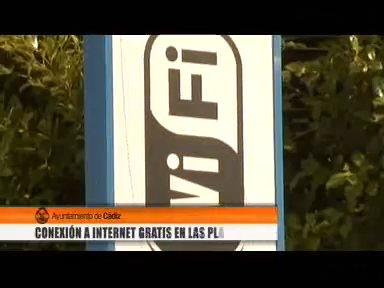 Wi Fi
Ayuntamiento de Cádiz
CONEXIÓN A INTERNET GRATIS EN LAS PLA